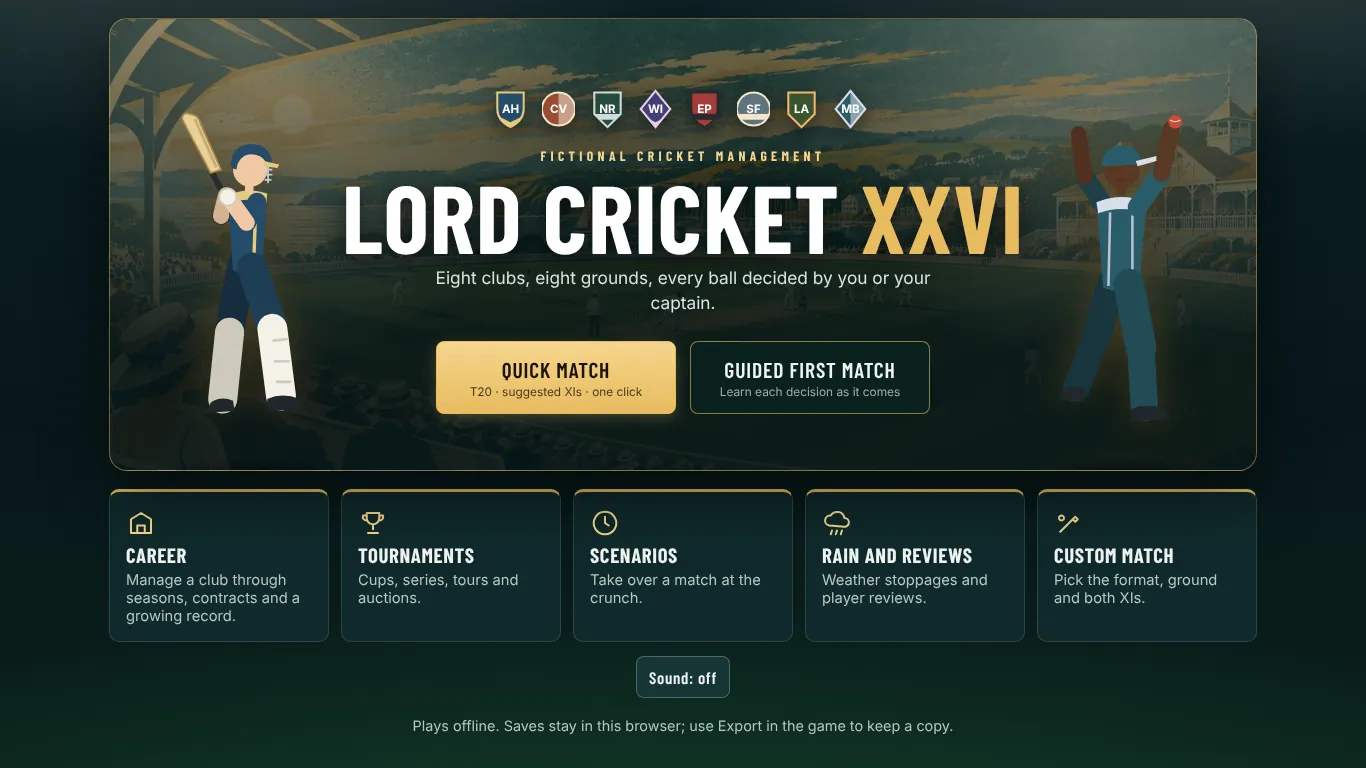 AH CV NR WI EP SF LA MB
FICTIONAL CRICKET MANAGEMENT
LORD CRICKET XXVI
Eight clubs, eight grounds, every ball decided by you or your
captain.
QUICK MATCH
T20 · suggested XIs · one click
GUIDED FIRST MATCH
Learn each decision as it comes
CAREER
Manage a club through
seasons, contracts and a
growing record.
TOURNAMENTS
Cups, series, tours and
auctions.
SCENARIOS
Take over a match at the
crunch.
RAIN AND REVIEWS
Weather stoppages and
player reviews.
CUSTOM MATCH
Pick the format, ground
and both XIs.
Sound: off
Plays offline. Saves stay in this browser; use Export in the game to keep a copy.